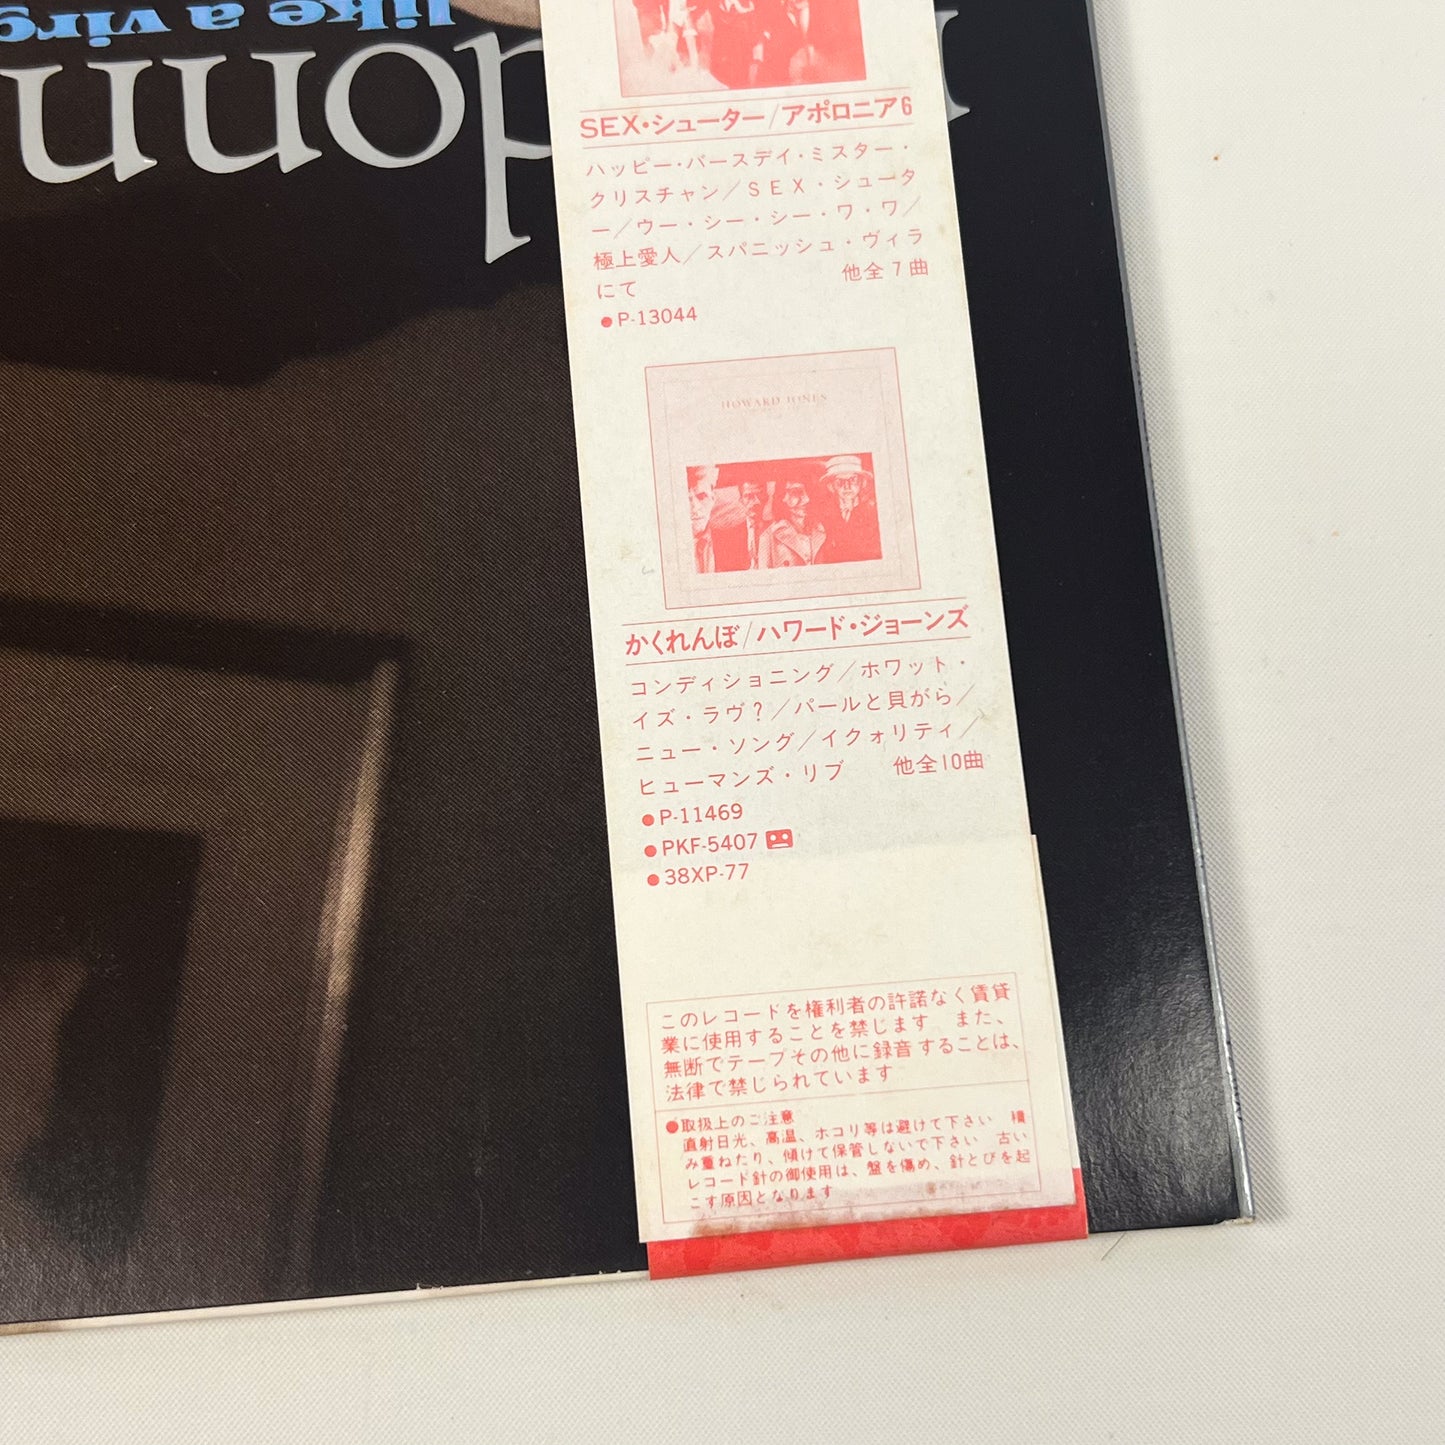 like a virg
donn
SEX・シューター/アポロニア6
ハッピー・バースデイ・ミスター・
クリスチャン/SEX・シュータ
ー/ウー・シー・シー・ワ・ワ/
極上愛人/スパニッシュ・ヴィラ
にて 他全7曲
●P-13044
HOWARD JONES
かくれんぼ/ハワード・ジョーンズ
コンディショニング/ホワット・
イズ・ラヴ?/パールと貝がら/
ニュー・ソング/イクォリティ/
ヒューマンズ・リブ 他全10曲
●P-11469
●PKF-5407
●38XP-77
このレコードを権利者の許諾なく賃貸
業に使用することを禁じます また、
無断でテープその他に録音することは、
法律で禁じられています
●取扱上のご注意
直射日光、高温、ホコリ等は避けて下さい 積
み重ねたり、傾けて保管しないで下さい 古い
レコード針の御使用は、盤を傷め、針とびを起
こす原因となります